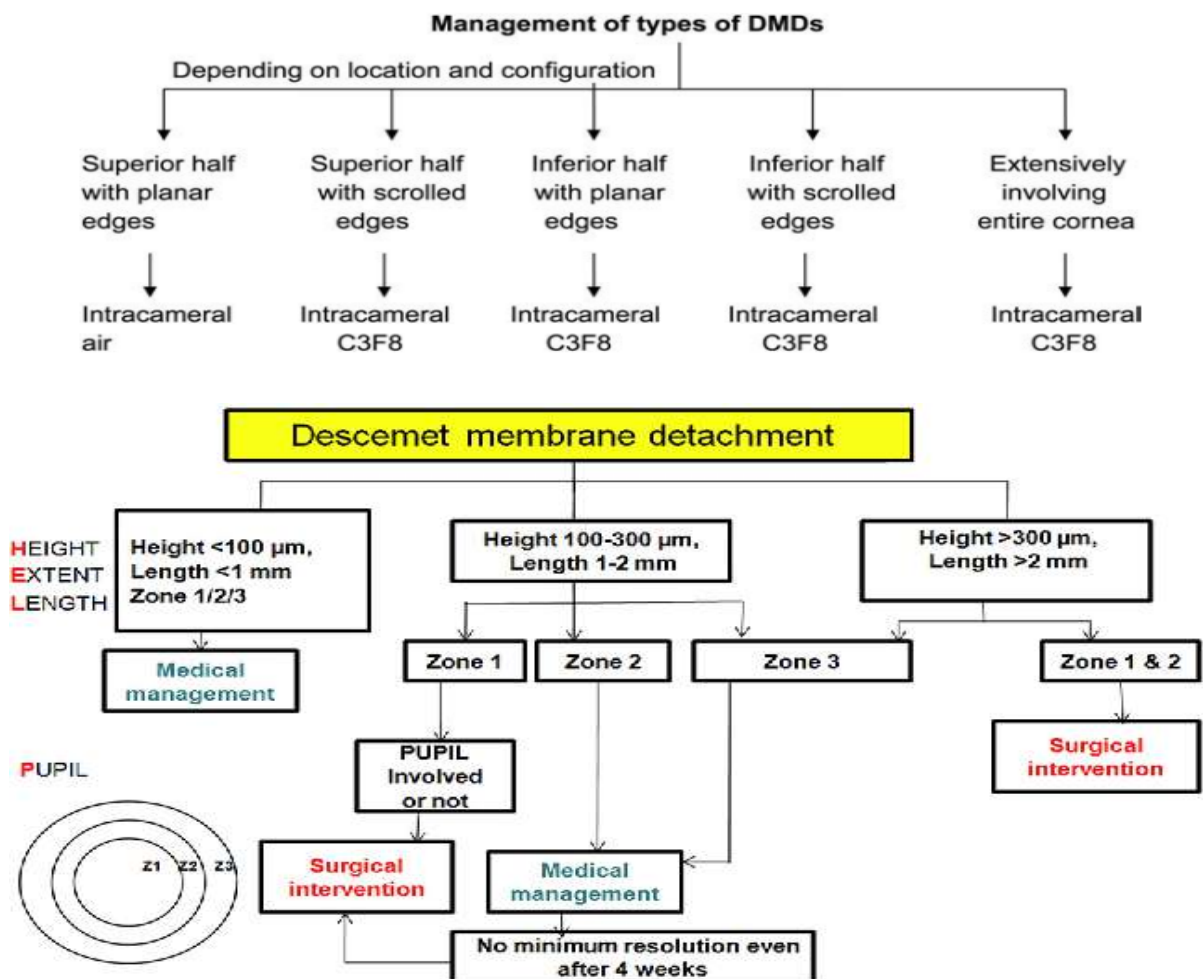 Management of types of DMDs
Depending on location and configuration
Superior half
with planar
edges
Superior half
with scrolled
edges
Inferior half
with planar
edges
Inferior half
with scrolled
edges
Extensively
involving
entire cornea
Intracameral
air
Intracameral
C3F8
Intracameral
C3F8
Intracameral
C3F8
Intracameral
C3F8
Descemet membrane detachment
HEIGHT
EXTENT
LENGTH
Height <100 µm,
Length <1 mm
Zone 1/2/3
Height 100-300 µm,
Length 1-2 mm
Height >300 µm,
Length >2 mm
Medical
management
Zone 1
Zone 2
Zone 3
Zone 1 & 2
PUPIL
Involved
or not
Surgical
intervention
PUPIL
Z1 Z2 Z3
Surgical
intervention
Medical
management
No minimum resolution even
after 4 weeks